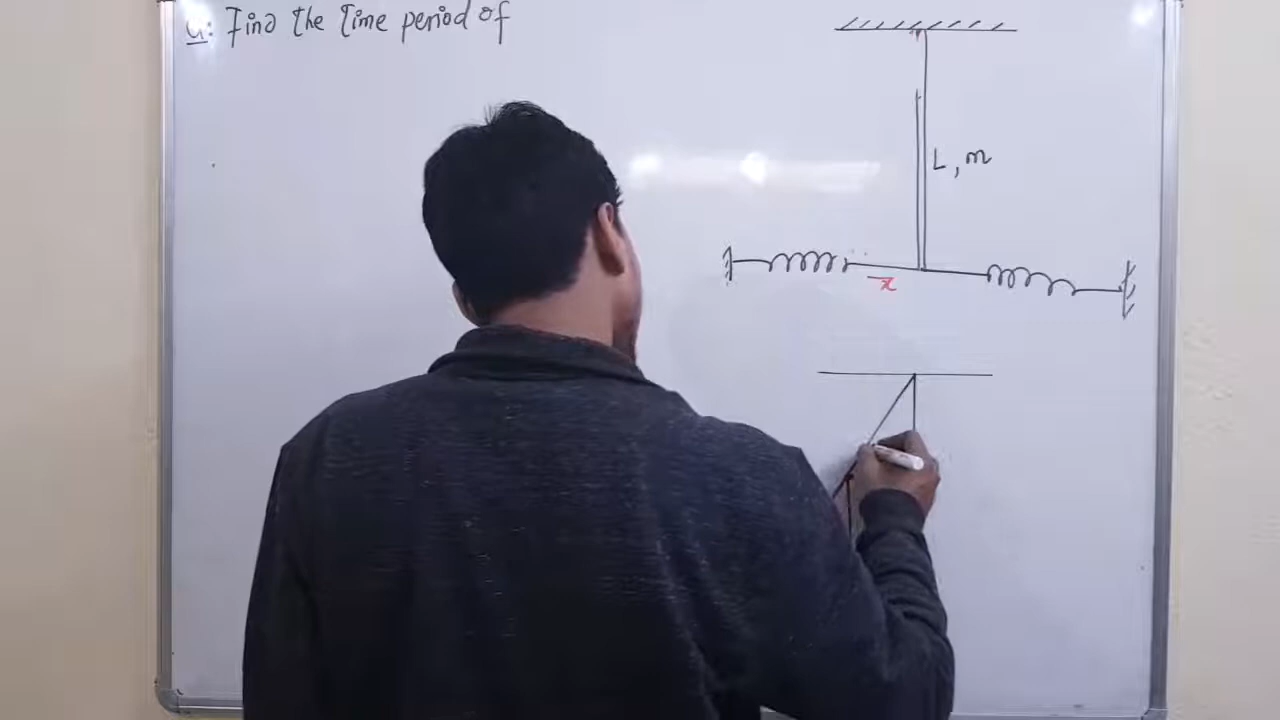 u: Find the Time period of
L, m
x